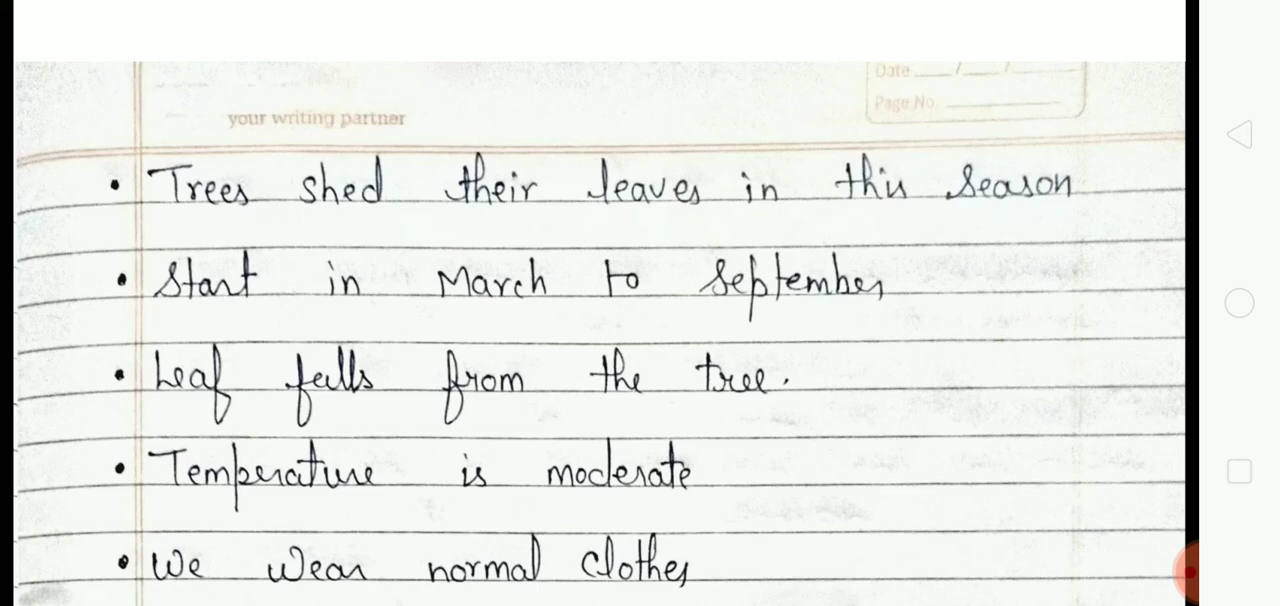 Date / /
Page No.
your writing partner
• Trees shed their leaves in this season
• Start in March to September
• Leaf falls from the tree.
• Temperature is moderate
• We wear normal clothes